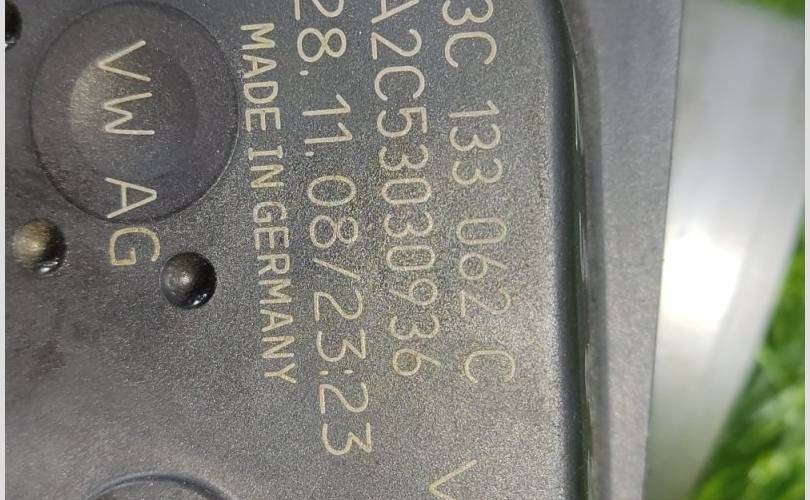 3C 133 062 C
A2C53030936
28.11.08/23:23
MADE IN GERMANY
VW AG
V